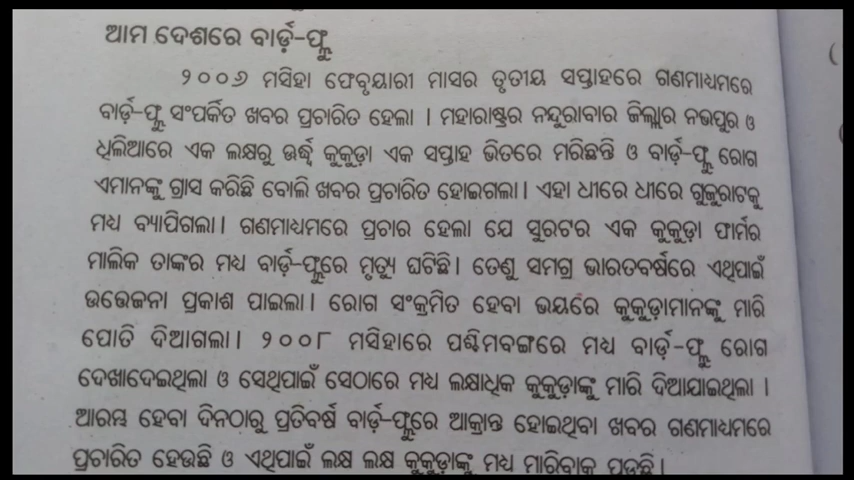 ଆମ ଦେଶରେ ବାର୍ଡ଼-ଫ୍ଲୁ
୨୦୦୬ ମସିହା ଫେବୃୟାରୀ ମାସର ତୃତୀୟ ସପ୍ତାହରେ ଗଣମାଧ୍ୟମରେ
ବାର୍ଡ଼-ଫ୍ଲୁ ସଂପର୍କିତ ଖବର ପ୍ରଚାରିତ ହେଲା । ମହାରାଷ୍ଟ୍ରର ନନ୍ଦୁରାବାର ଜିଲ୍ଲାର ନଭପୁର ଓ
ଧୂଲିଆରେ ଏକ ଲକ୍ଷରୁ ଊର୍ଦ୍ଧ୍ଵ କୁକୁଡ଼ା ଏକ ସପ୍ତାହ ଭିତରେ ମରିଛନ୍ତି ଓ ବାର୍ଡ଼-ଫ୍ଲୁ ରୋଗ
ଏମାନଙ୍କୁ ଗ୍ରାସ କରିଛି ବୋଲି ଖବର ପ୍ରଚାରିତ ହୋଇଗଲା । ଏହା ଧୀରେ ଧୀରେ ଗୁଜୁରାଟକୁ
ମଧ୍ୟ ବ୍ୟାପିଗଲା । ଗଣମାଧ୍ୟମରେ ପ୍ରଚାର ହେଲା ଯେ ସୁରଟର ଏକ କୁକୁଡ଼ା ଫାର୍ମର
ମାଲିକ ତାଙ୍କର ମଧ୍ୟ ବାର୍ଡ଼-ଫ୍ଲୁରେ ମୃତ୍ୟୁ ଘଟିଛି । ତେଣୁ ସମଗ୍ର ଭାରତବର୍ଷରେ ଏଥିପାଇଁ
ଉତ୍ତେଜନା ପ୍ରକାଶ ପାଇଲା । ରୋଗ ସଂକ୍ରମିତ ହେବା ଭୟରେ କୁକୁଡ଼ାମାନଙ୍କୁ ମାରି
ପୋତି ଦିଆଗଲା । ୨୦୦୮ ମସିହାରେ ପଶ୍ଚିମବଙ୍ଗରେ ମଧ୍ୟ ବାର୍ଡ଼-ଫ୍ଲୁ ରୋଗ
ଦେଖାଦେଇଥିଲା ଓ ସେଥିପାଇଁ ସେଠାରେ ମଧ୍ୟ ଲକ୍ଷାଧିକ କୁକୁଡ଼ାଙ୍କୁ ମାରି ଦିଆଯାଇଥିଲା ।
ଆରମ୍ଭ ହେବା ଦିନଠାରୁ ପ୍ରତିବର୍ଷ ବାର୍ଡ଼-ଫ୍ଲୁରେ ଆକ୍ରାନ୍ତ ହୋଇଥିବା ଖବର ଗଣମାଧ୍ୟମରେ
ପ୍ରଚାରିତ ହେଉଛି ଓ ଏଥିପାଇଁ ଲକ୍ଷ ଲକ୍ଷ କୁକୁଡ଼ାଙ୍କୁ ମଧ୍ୟ ମାରିବାକୁ ପଡୁଛି ।